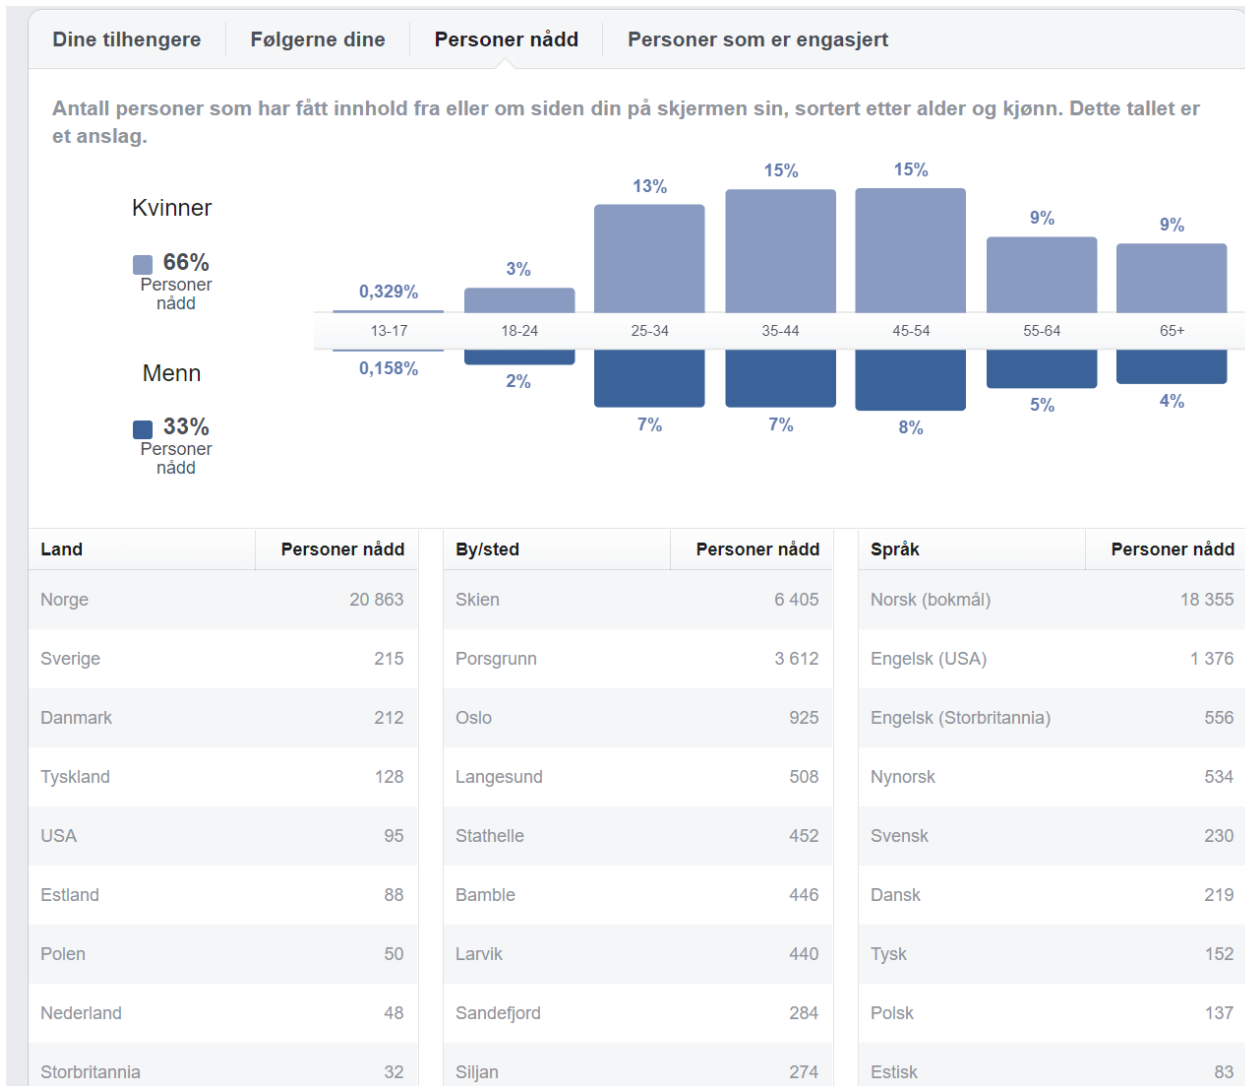 Dine tilhengere Følgerne dine Personer nådd Personer som er engasjert
Antall personer som har fått innhold fra eller om siden din på skjermen sin, sortert etter alder og kjønn. Dette tallet er
et anslag.
Kvinner
66%
Personer
nådd
0,329% 3% 13% 15% 15% 9% 9%
13-17 18-24 25-34 35-44 45-54 55-64 65+
0,158% 2% 7% 7% 8% 5% 4%
Menn
33%
Personer
nådd
Land Personer nådd
Norge 20 863
Sverige 215
Danmark 212
Tyskland 128
USA 95
Estland 88
Polen 50
Nederland 48
Storbritannia 32
By/sted Personer nådd
Skien 6 405
Porsgrunn 3 612
Oslo 925
Langesund 508
Stathelle 452
Bamble 446
Larvik 440
Sandefjord 284
Siljan 274
Språk Personer nådd
Norsk (bokmål) 18 355
Engelsk (USA) 1 376
Engelsk (Storbritannia) 556
Nynorsk 534
Svensk 230
Dansk 219
Tysk 152
Polsk 137
Estisk 83